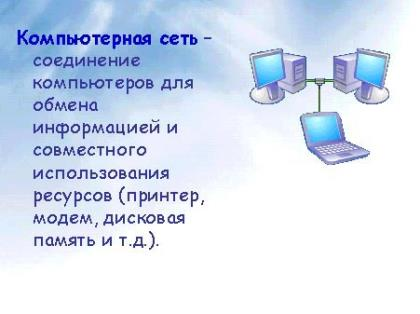 Компьютерная сеть –
соединение
компьютеров для
обмена
информацией и
совместного
использования
ресурсов (принтер,
модем, дисковая
память и т.д.).